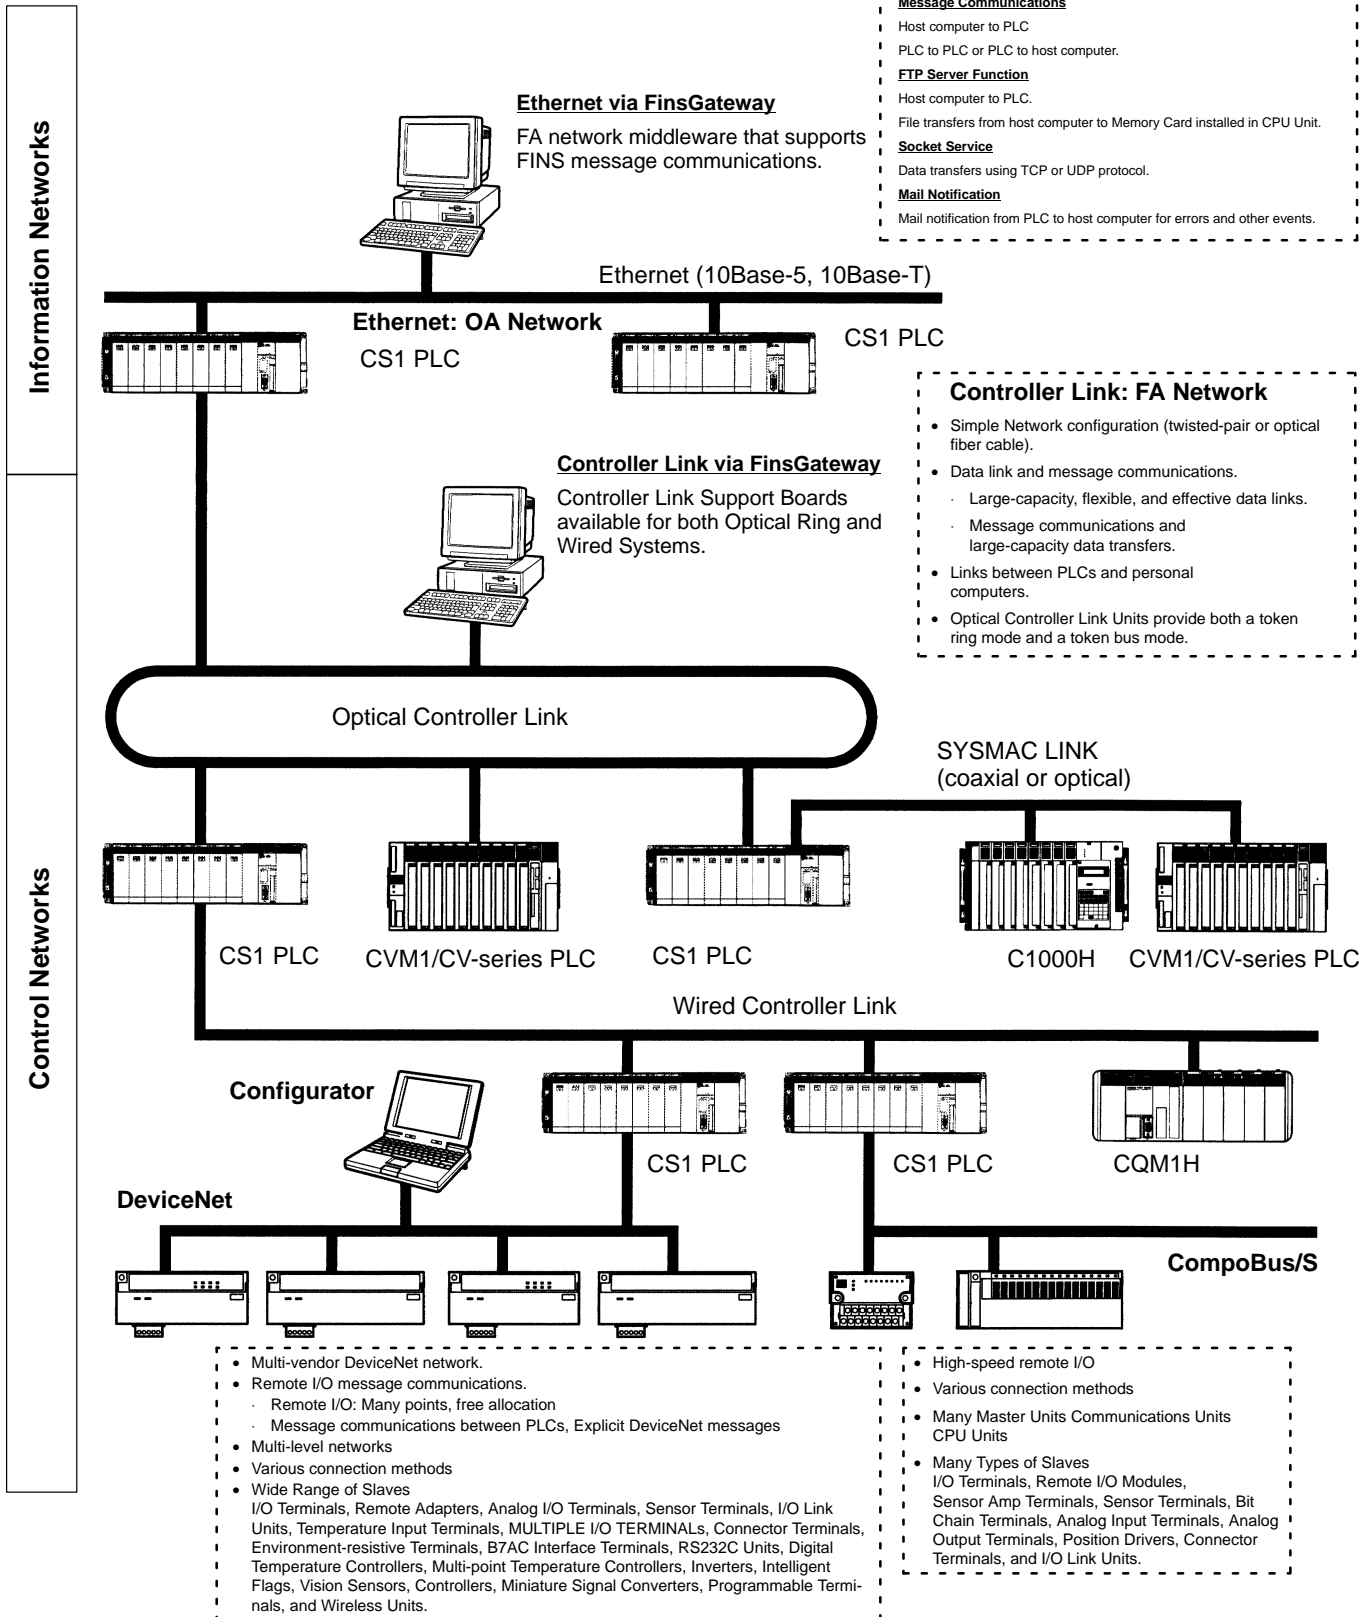 Message Communications
Host computer to PLC
PLC to PLC or PLC to host computer.
FTP Server Function
Host computer to PLC.
File transfers from host computer to Memory Card installed in CPU Unit.
Socket Service
Data transfers using TCP or UDP protocol.
Mail Notification
Mail notification from PLC to host computer for errors and other events.
Information Networks
Ethernet via FinsGateway
FA network middleware that supports
FINS message communications.
Ethernet (10Base-5, 10Base-T)
Ethernet: OA Network
CS1 PLC
CS1 PLC
Controller Link: FA Network
• Simple Network configuration (twisted-pair or optical
fiber cable).
• Data link and message communications.
· Large-capacity, flexible, and effective data links.
· Message communications and
large-capacity data transfers.
• Links between PLCs and personal
computers.
• Optical Controller Link Units provide both a token
ring mode and a token bus mode.
Control Networks
Controller Link via FinsGateway
Controller Link Support Boards
available for both Optical Ring and
Wired Systems.
Optical Controller Link
SYSMAC LINK
(coaxial or optical)
CS1 PLC
CVM1/CV-series PLC
CS1 PLC
C1000H
CVM1/CV-series PLC
Wired Controller Link
Configurator
CS1 PLC
CS1 PLC
CQM1H
DeviceNet
CompoBus/S
• Multi-vendor DeviceNet network.
• Remote I/O message communications.
· Remote I/O: Many points, free allocation
· Message communications between PLCs, Explicit DeviceNet messages
• Multi-level networks
• Various connection methods
• Wide Range of Slaves
I/O Terminals, Remote Adapters, Analog I/O Terminals, Sensor Terminals, I/O Link
Units, Temperature Input Terminals, MULTIPLE I/O TERMINALs, Connector Terminals,
Environment-resistive Terminals, B7AC Interface Terminals, RS232C Units, Digital
Temperature Controllers, Multi-point Temperature Controllers, Inverters, Intelligent
Flags, Vision Sensors, Controllers, Miniature Signal Converters, Programmable Termi-
nals, and Wireless Units.
• High-speed remote I/O
• Various connection methods
• Many Master Units Communications Units
CPU Units
• Many Types of Slaves
I/O Terminals, Remote I/O Modules,
Sensor Amp Terminals, Sensor Terminals, Bit
Chain Terminals, Analog Input Terminals, Analog
Output Terminals, Position Drivers, Connector
Terminals, and I/O Link Units.